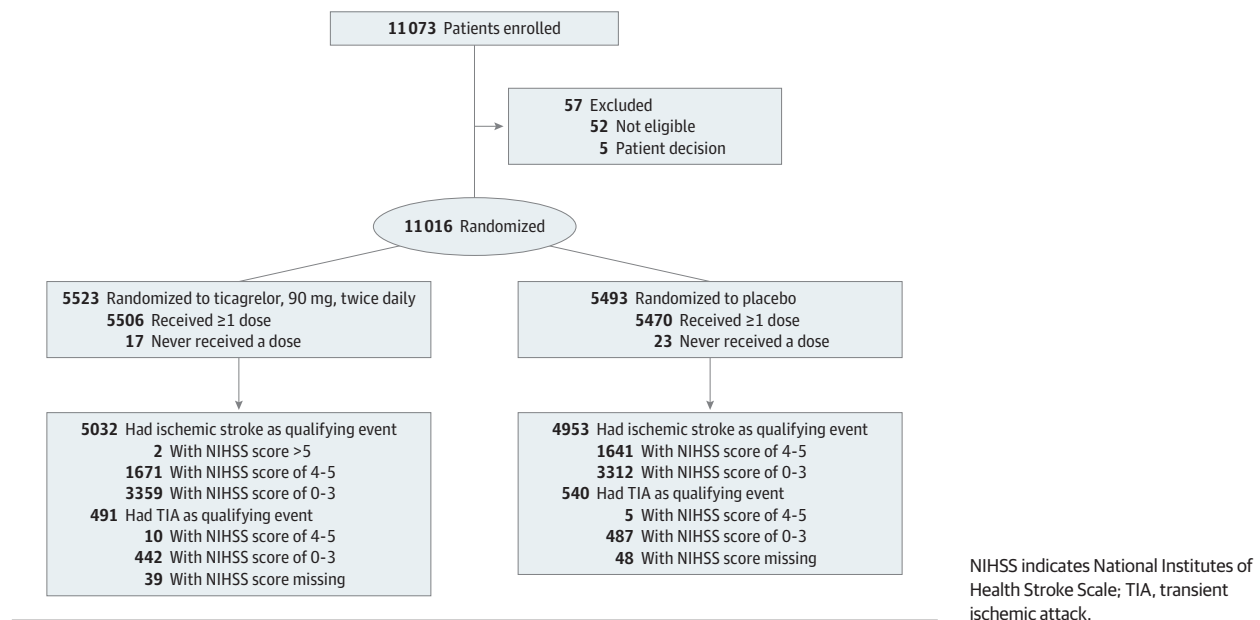 11073 Patients enrolled
57 Excluded
52 Not eligible
5 Patient decision
11016 Randomized
5523 Randomized to ticagrelor, 90 mg, twice daily
5506 Received ≥1 dose
17 Never received a dose
5493 Randomized to placebo
5470 Received ≥1 dose
23 Never received a dose
5032 Had ischemic stroke as qualifying event
2 With NIHSS score >5
1671 With NIHSS score of 4-5
3359 With NIHSS score of 0-3
491 Had TIA as qualifying event
10 With NIHSS score of 4-5
442 With NIHSS score of 0-3
39 With NIHSS score missing
4953 Had ischemic stroke as qualifying event
1641 With NIHSS score of 4-5
3312 With NIHSS score of 0-3
540 Had TIA as qualifying event
5 With NIHSS score of 4-5
487 With NIHSS score of 0-3
48 With NIHSS score missing
NIHSS indicates National Institutes of
Health Stroke Scale; TIA, transient
ischemic attack.